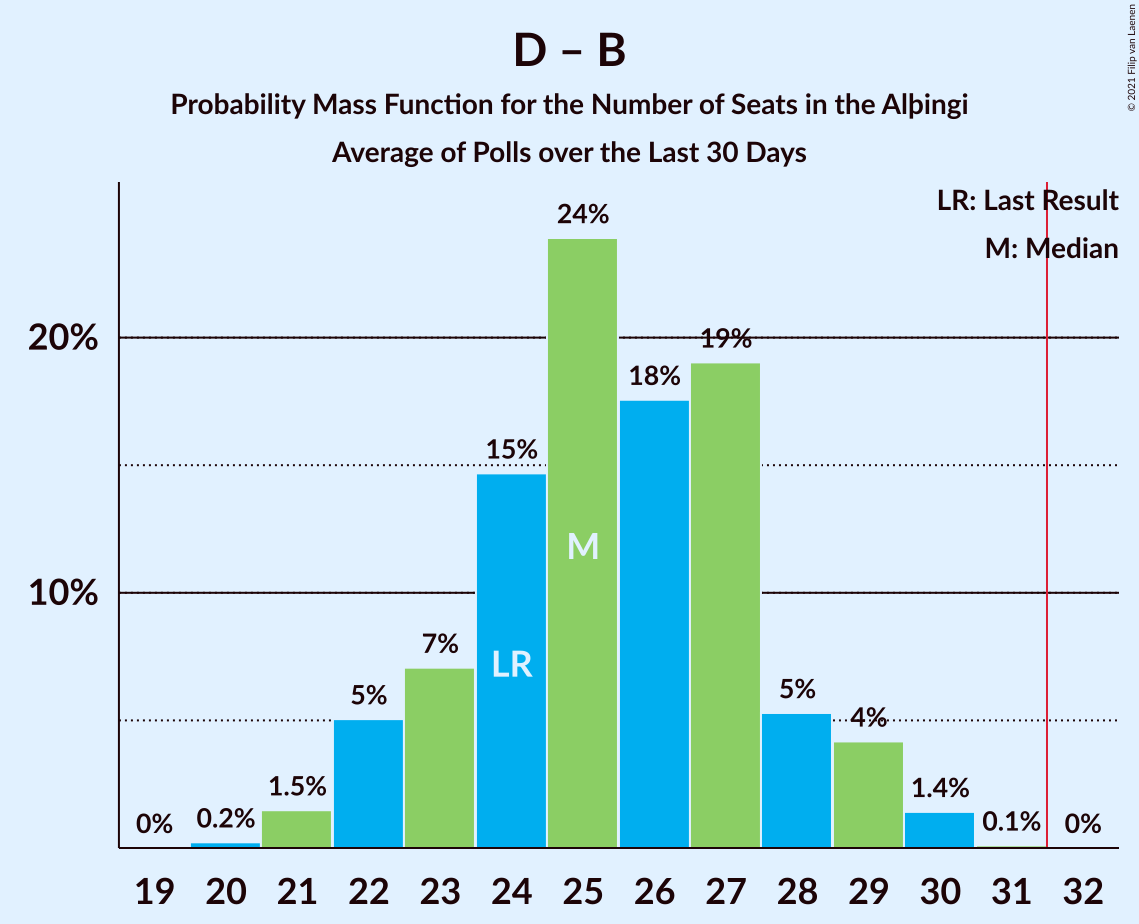 D – B
Probability Mass Function for the Number of Seats in the Alþingi
Average of Polls over the Last 30 Days
© 2021 Filip van Laenen
LR: Last Result
M: Median
20%
10%
0%
0.2%
1.5%
5%
7%
15%
24%
18%
19%
5%
4%
1.4%
0.1%
0%
LR
M
19 20 21 22 23 24 25 26 27 28 29 30 31 32